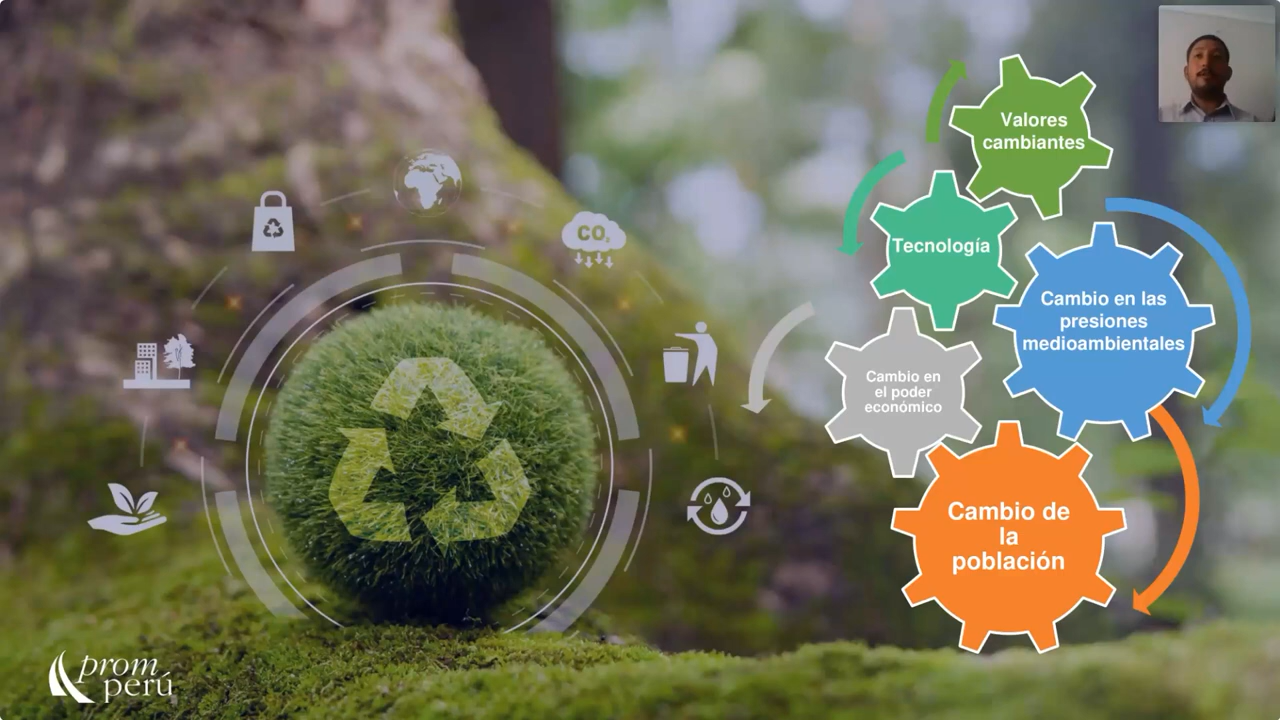 CO₂
Valores
cambiantes
Tecnología
Cambio en las
presiones
medioambientales
Cambio en
el poder
económico
Cambio de
la
población
prom
perú